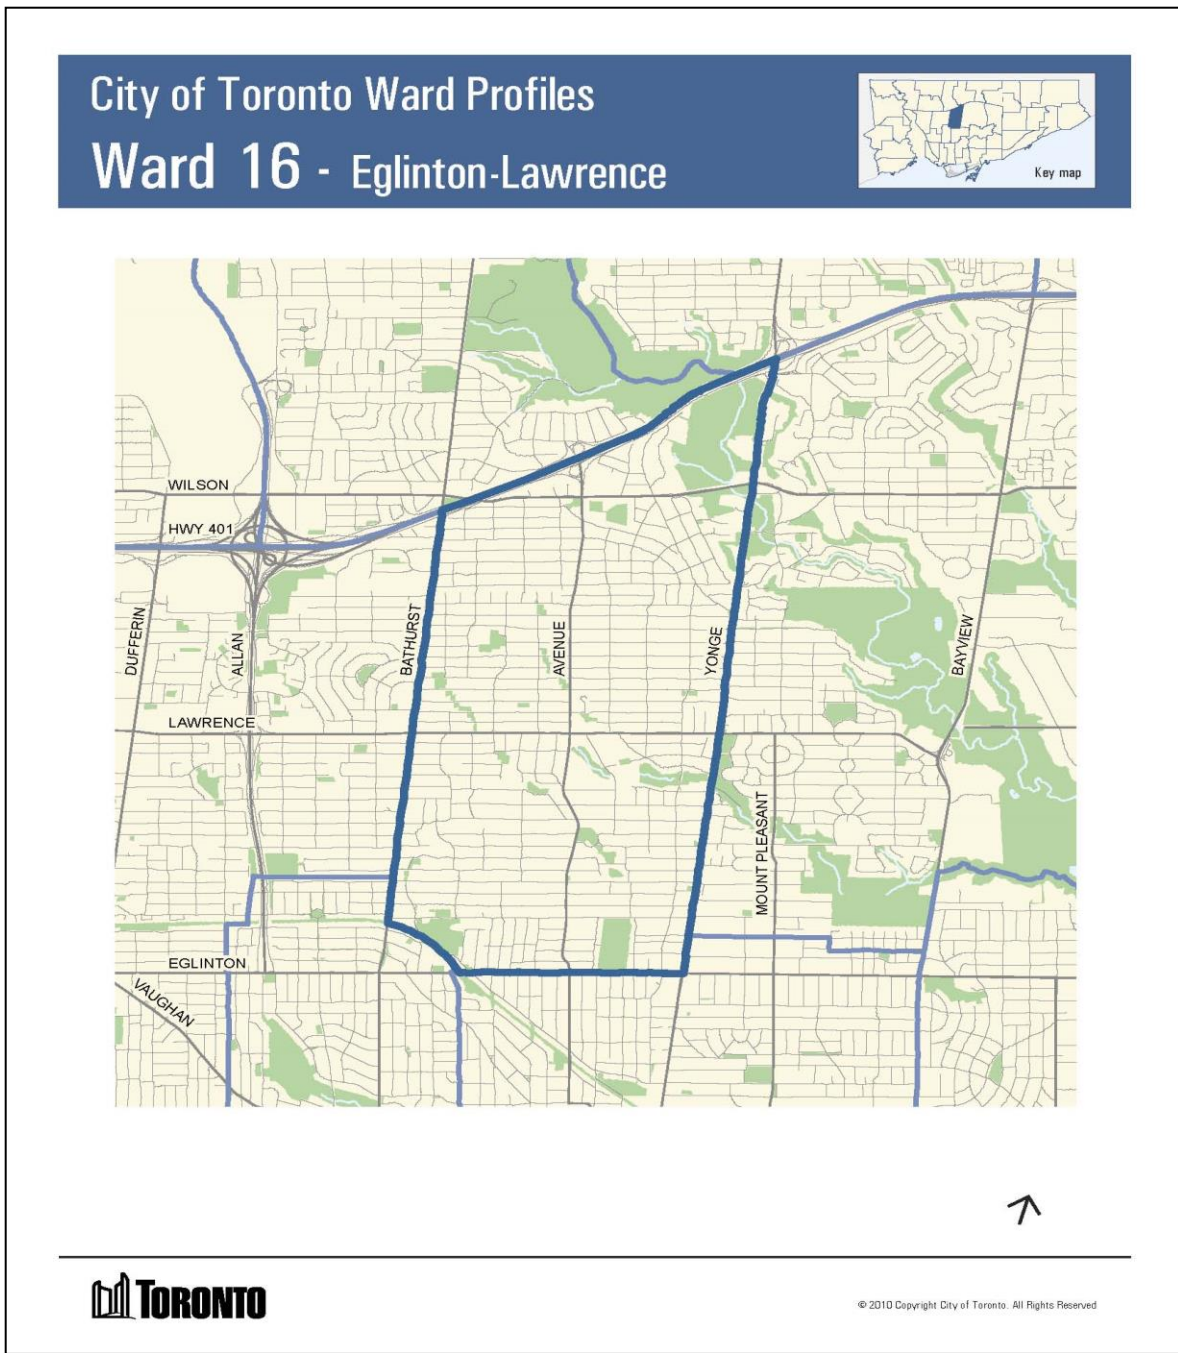 City of Toronto Ward Profiles
Ward 16 - Eglinton-Lawrence
Key map
WILSON
HWY 401
DUFFERIN
ALLAN
BATHURST
AVENUE
YONGE
BAYVIEW
LAWRENCE
MOUNT PLEASANT
EGLINTON
VAUGHAN
TORONTO
© 2010 Copyright City of Toronto. All Rights Reserved